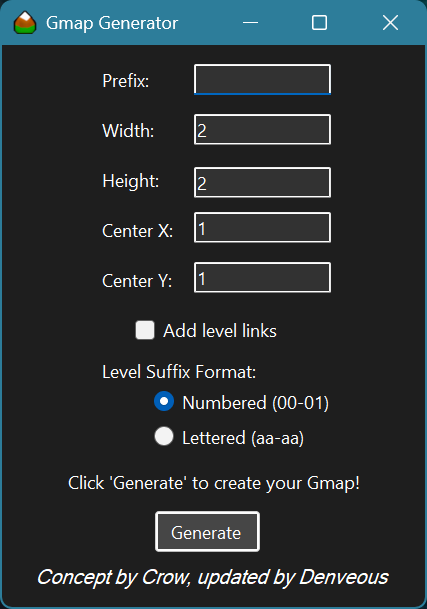 Gmap Generator
Prefix:
Width: 2
Height: 2
Center X: 1
Center Y: 1
Add level links
Level Suffix Format:
Numbered (00-01)
Lettered (aa-aa)
Click 'Generate' to create your Gmap!
Generate
Concept by Crow, updated by Denveous